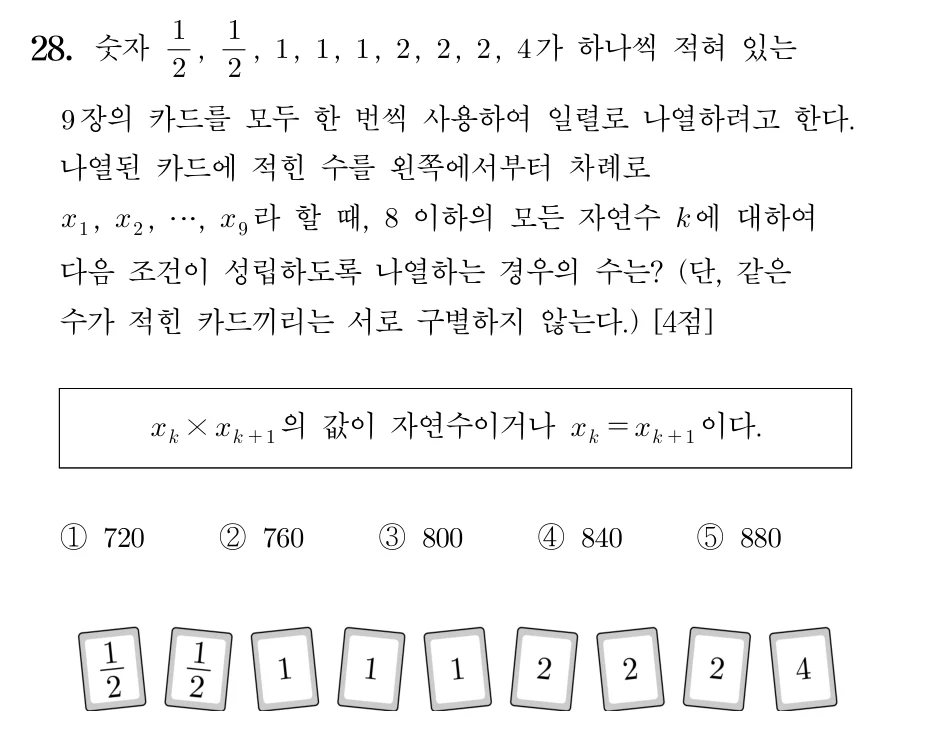 28. 숫자 1/2, 1/2, 1, 1, 1, 2, 2, 2, 4가 하나씩 적혀 있는
9장의 카드를 모두 한 번씩 사용하여 일렬로 나열하려고 한다.
나열된 카드에 적힌 수를 왼쪽에서부터 차례로
x₁, x₂, ⋯, x₉라 할 때, 8 이하의 모든 자연수 k에 대하여
다음 조건이 성립하도록 나열하는 경우의 수는? (단, 같은
수가 적힌 카드끼리는 서로 구별하지 않는다.) [4점]
xₖ×xₖ₊₁의 값이 자연수이거나 xₖ=xₖ₊₁이다.
① 720 ② 760 ③ 800 ④ 840 ⑤ 880
1/2 1/2 1 1 1 2 2 2 4